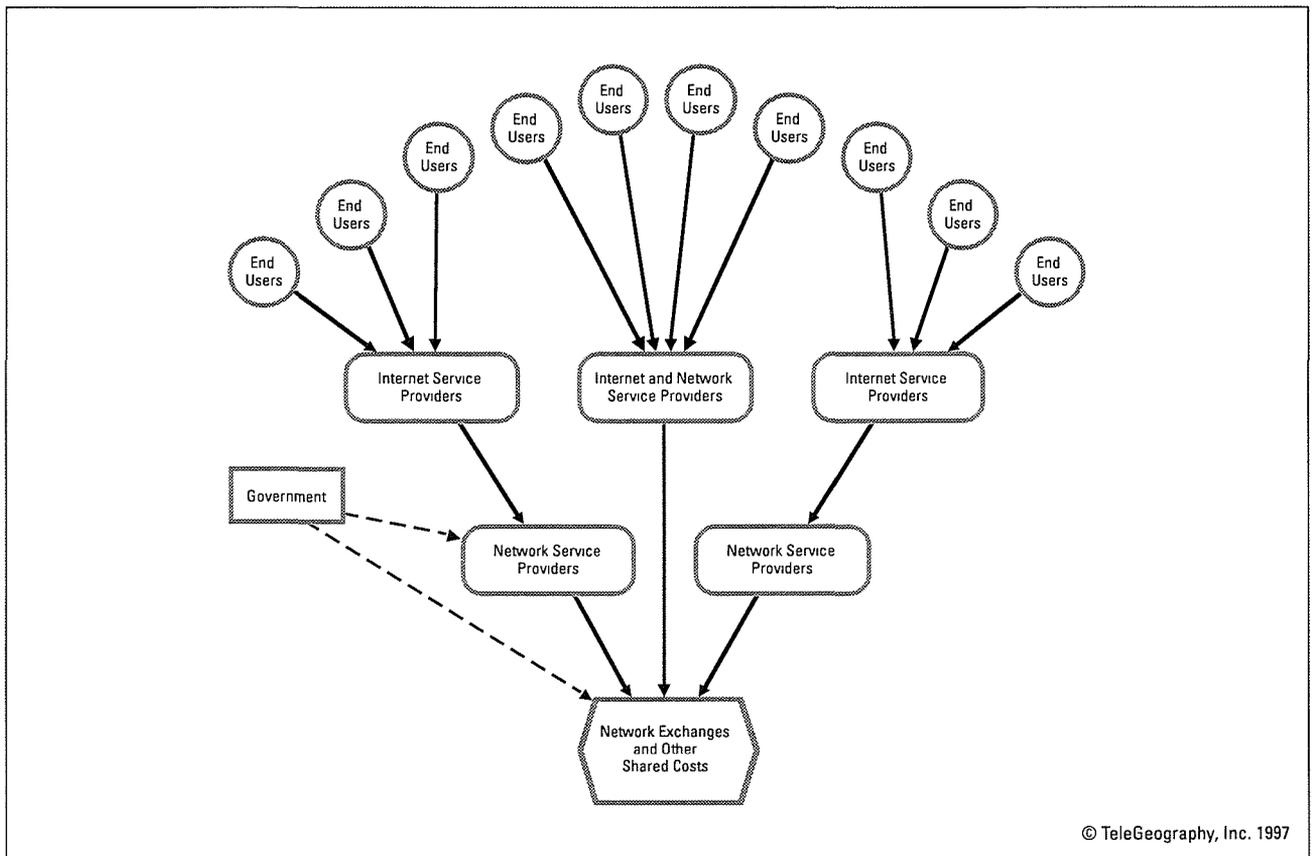 End
Users
End
Users
End
Users
End
Users
End
Users
End
Users
End
Users
End
Users
End
Users
End
Users
Internet Service
Providers
Internet and Network
Service Providers
Internet Service
Providers
Government
Network Service
Providers
Network Service
Providers
Network Exchanges
and Other
Shared Costs
© TeleGeography, Inc. 1997